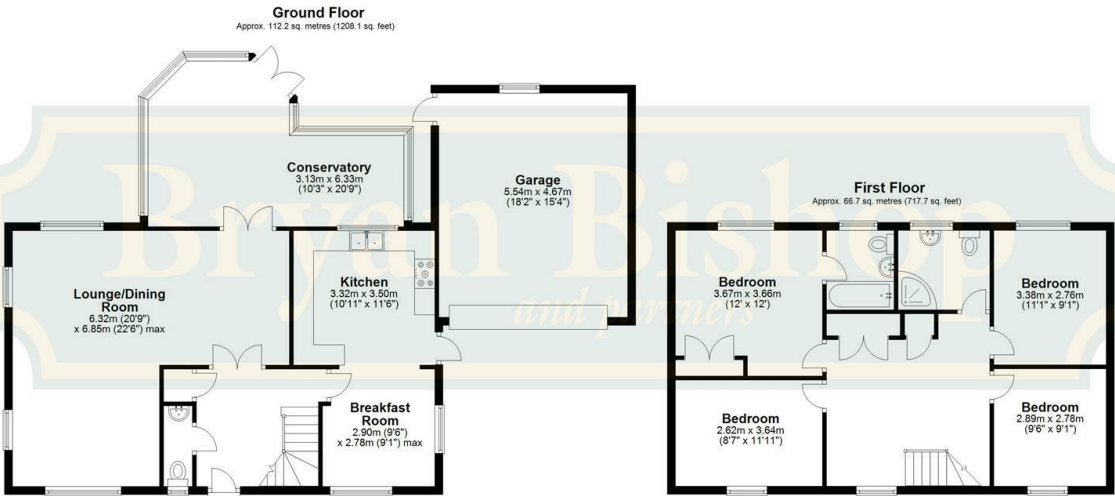 Ground Floor
Approx. 112.2 sq. metres (1208.1 sq. feet)
Conservatory
3.13m x 6.33m
(10'3" x 20'9")
Garage
5.54m x 4.67m
(18'2" x 15'4")
Lounge/Dining
Room
6.32m (20'9")
x 6.85m (22'6") max
Kitchen
3.32m x 3.50m
(10'11" x 11'6")
Breakfast
Room
2.90m (9'6")
x 2.78m (9'1") max
First Floor
Approx. 66.7 sq. metres (717.7 sq. feet)
Bedroom
3.67m x 3.66m
(12' x 12')
Bedroom
3.38m x 2.76m
(11'1" x 9'1")
Bedroom
2.62m x 3.64m
(8'7" x 11'11")
Bedroom
2.89m x 2.78m
(9'6" x 9'1")
Bryan Bishop
and partners